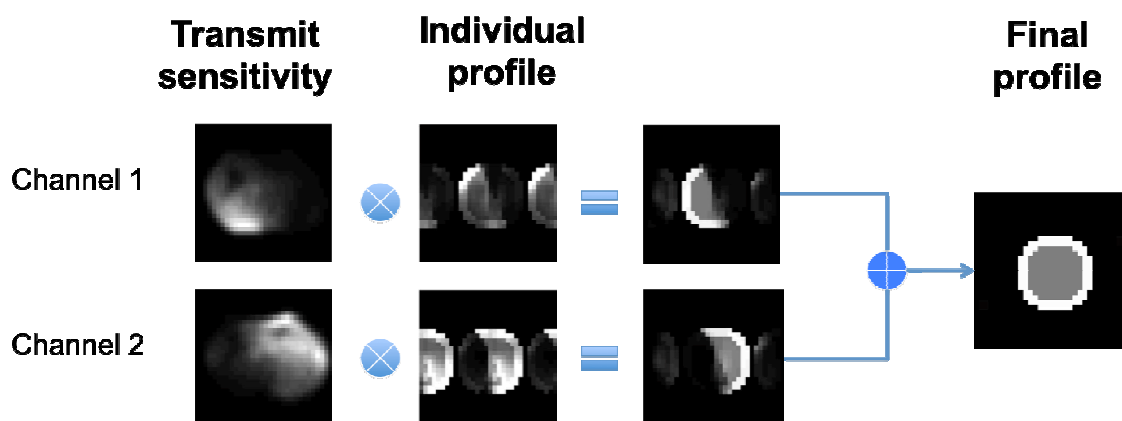 Transmit
sensitivity
Individual
profile
Final
profile
Channel 1
Channel 2